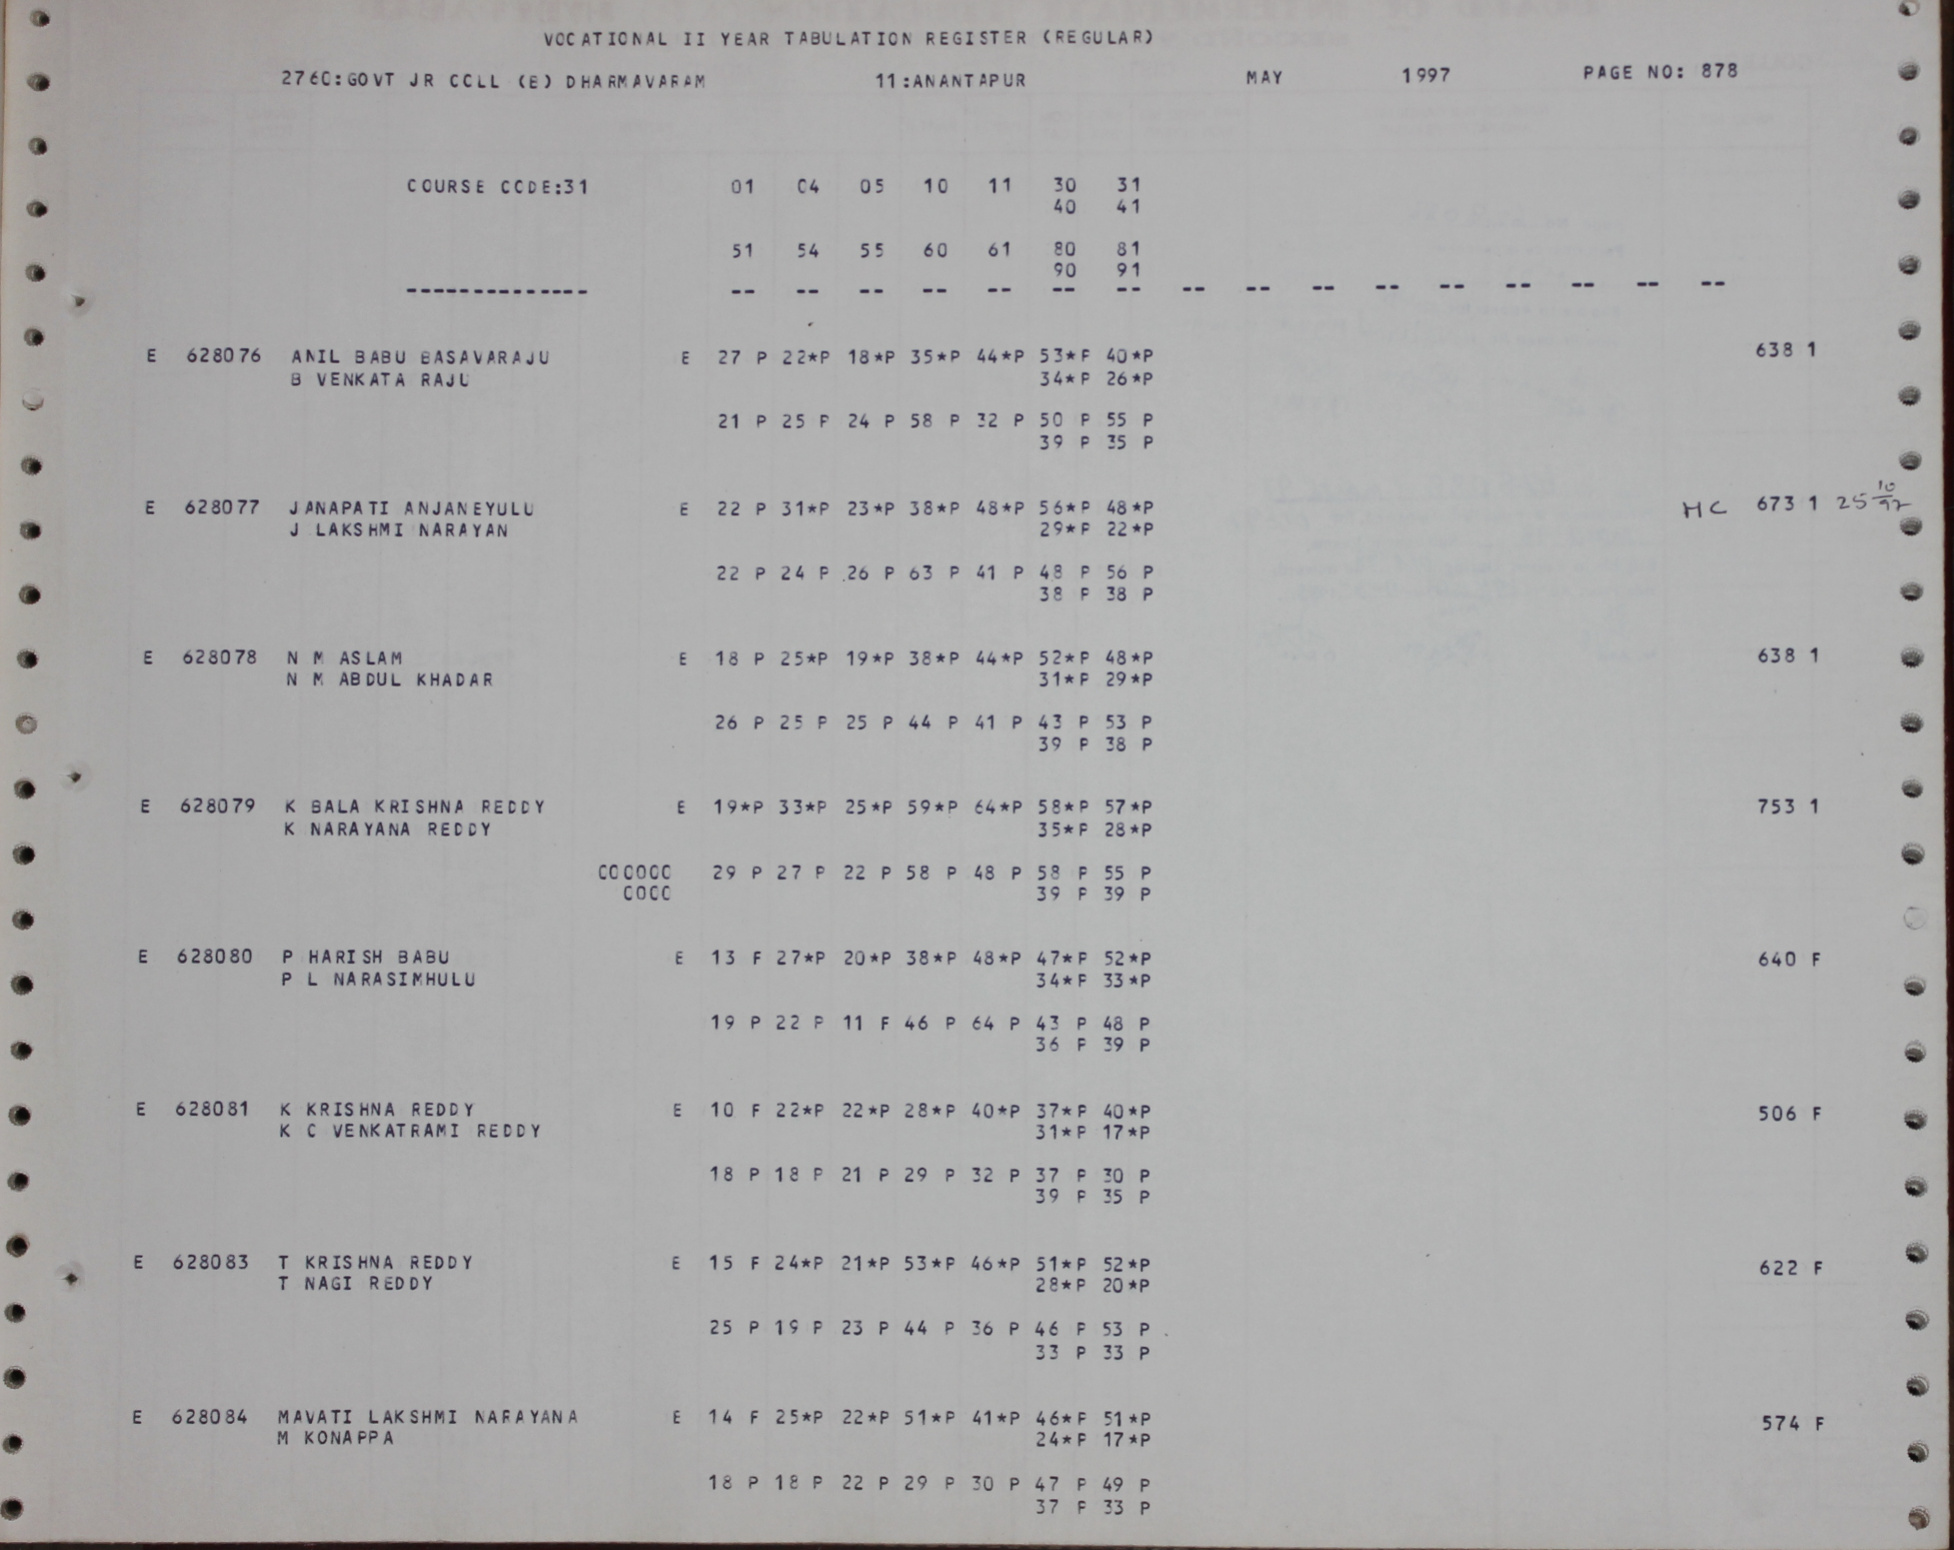 VOCATIONAL II YEAR TABULATION REGISTER (REGULAR)
2760:GOVT JR COLL (B) DHARMAVARAM 11:ANANTAPUR MAY 1997 PAGE NO: 878
COURSE CODE:31 01 04 05 10 11 30 31
40 41
51 54 55 60 61 80 81
90 91
-------------- -- -- -- -- -- -- -- -- -- -- -- -- -- -- -- --
E 628076 ANIL BABU BASAVARAJU E 27 P 22*P 18*P 35*P 44*P 53*P 40*P 638 1
B VENKATA RAJU 34*P 26*P
21 P 25 P 24 P 58 P 32 P 50 P 55 P
39 P 35 P
E 628077 JANAPATI ANJANEYULU E 22 P 31*P 23*P 38*P 48*P 56*P 48*P MC 673 1 25 10/97
J LAKSHMI NARAYAN 29*P 22*P
22 P 24 P 26 P 63 P 41 P 48 P 56 P
38 P 38 P
E 628078 N M ASLAM E 18 P 25*P 19*P 38*P 44*P 52*P 48*P 638 1
N M ABDUL KHADAR 31*P 29*P
26 P 25 P 25 P 44 P 41 P 43 P 53 P
39 P 38 P
E 628079 K BALA KRISHNA REDDY E 19*P 33*P 25*P 59*P 64*P 58*P 57*P 753 1
K NARAYANA REDDY 35*P 28*P
000000 29 P 27 P 22 P 58 P 48 P 58 P 55 P
0000 39 P 39 P
E 628080 P HARISH BABU E 13 F 27*P 20*P 38*P 48*P 47*P 52*P 640 F
P L NARASIMHULU 34*P 33*P
19 P 22 P 11 F 46 P 64 P 43 P 48 P
36 P 39 P
E 628081 K KRISHNA REDDY E 10 F 22*P 22*P 28*P 40*P 37*P 40*P 506 F
K C VENKATRAMI REDDY 31*P 17*P
18 P 18 P 21 P 29 P 32 P 37 P 30 P
39 P 35 P
E 628083 T KRISHNA REDDY E 15 F 24*P 21*P 53*P 46*P 51*P 52*P 622 F
T NAGI REDDY 28*P 20*P
25 P 19 P 23 P 44 P 36 P 46 P 53 P
33 P 33 P
E 628084 MAVATI LAKSHMI NARAYANA E 14 F 25*P 22*P 51*P 41*P 46*P 51*P 574 F
M KONAPPA 24*P 17*P
18 P 18 P 22 P 29 P 30 P 47 P 49 P
37 P 33 P